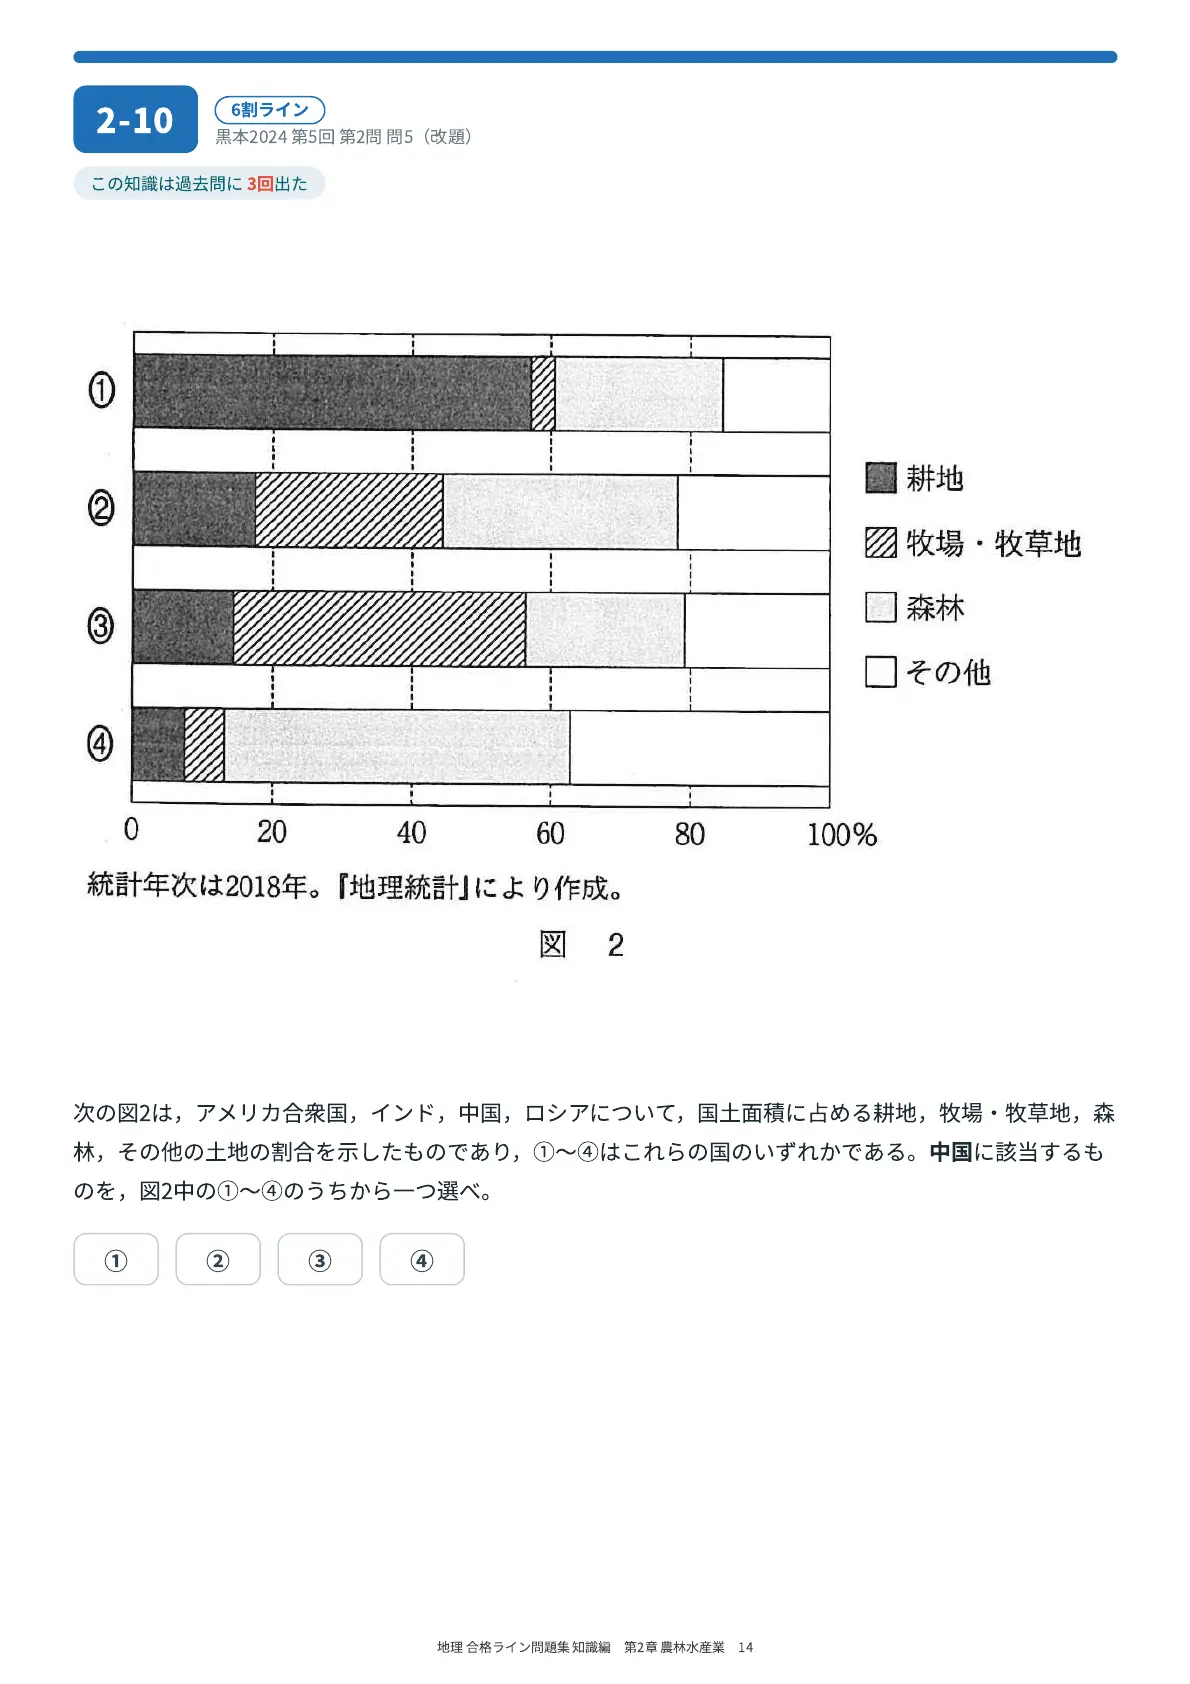 2-10
6割ライン
黒本2024 第5回 第2問 問5（改題）
この知識は過去問に 3回出た
①
②
③
④
耕地
牧場・牧草地
森林
その他
0 20 40 60 80 100%
統計年次は2018年。『地理統計』により作成。
図 2
次の図2は，アメリカ合衆国，インド，中国，ロシアについて，国土面積に占める耕地，牧場・牧草地，森
林，その他の土地の割合を示したものであり，①～④はこれらの国のいずれかである。中国に該当するも
のを，図2中の①～④のうちから一つ選べ。
① ② ③ ④
地理 合格ライン問題集 知識編 第2章 農林水産業 14